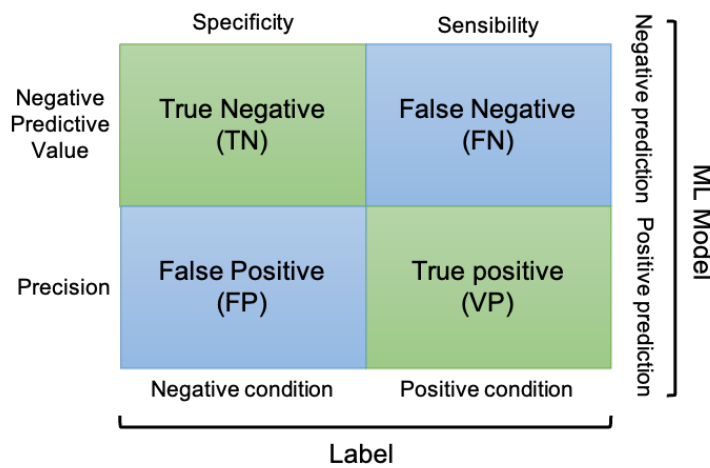 Specificity
Sensibility
Negative
Predictive
Value
True Negative
(TN)
False Negative
(FN)
Negative prediction
Precision
False Positive
(FP)
True positive
(VP)
Positive prediction
ML Model
Negative condition
Positive condition
Label